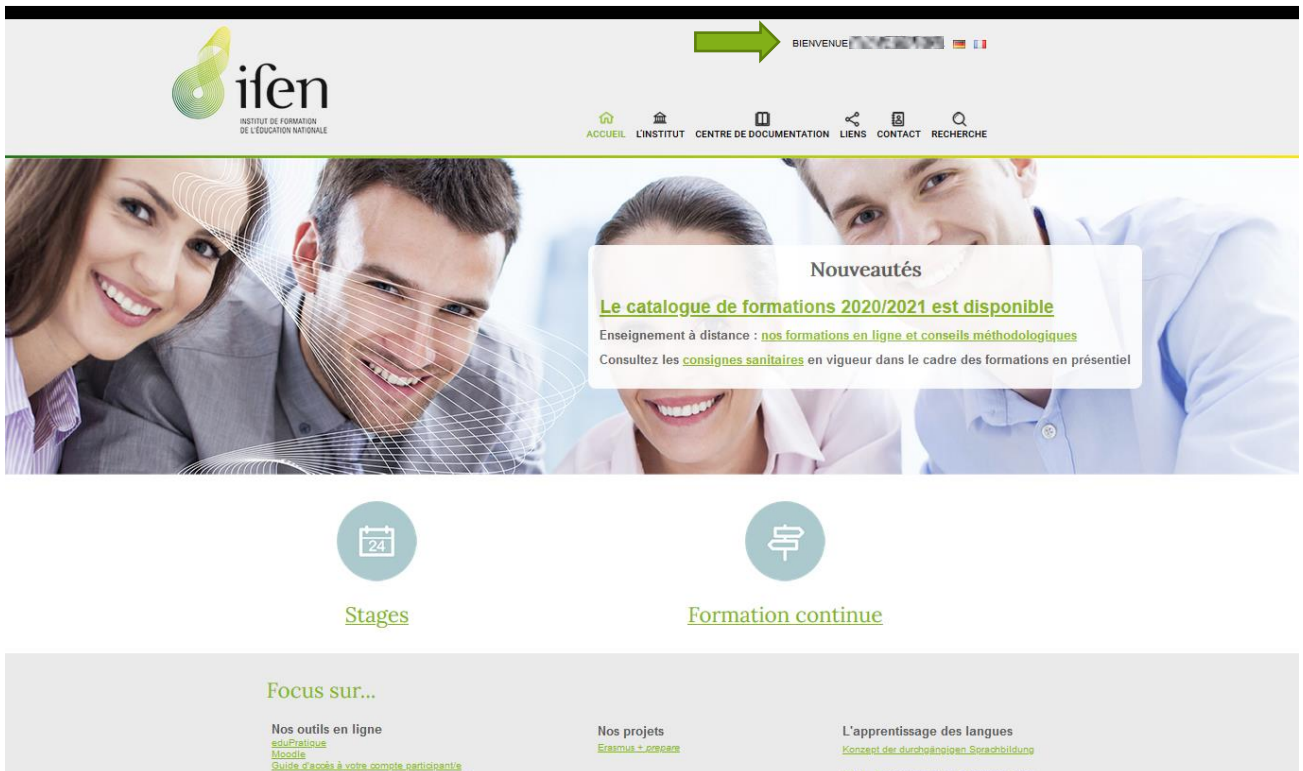 BIENVENUE
ifen
INSTITUT DE FORMATION
DE L'ÉDUCATION NATIONALE
ACCUEIL L'INSTITUT CENTRE DE DOCUMENTATION LIENS CONTACT RECHERCHE
Nouveautés
Le catalogue de formations 2020/2021 est disponible
Enseignement à distance : nos formations en ligne et conseils méthodologiques
Consultez les consignes sanitaires en vigueur dans le cadre des formations en présentiel
24
Stages
Formation continue
Focus sur...
Nos outils en ligne
eduPratique
Moodle
Guide d'accès à votre compte participant/e
Nos projets
Erasmus + prepare
L'apprentissage des langues
Konzept der durchgängigen Sprachbildung